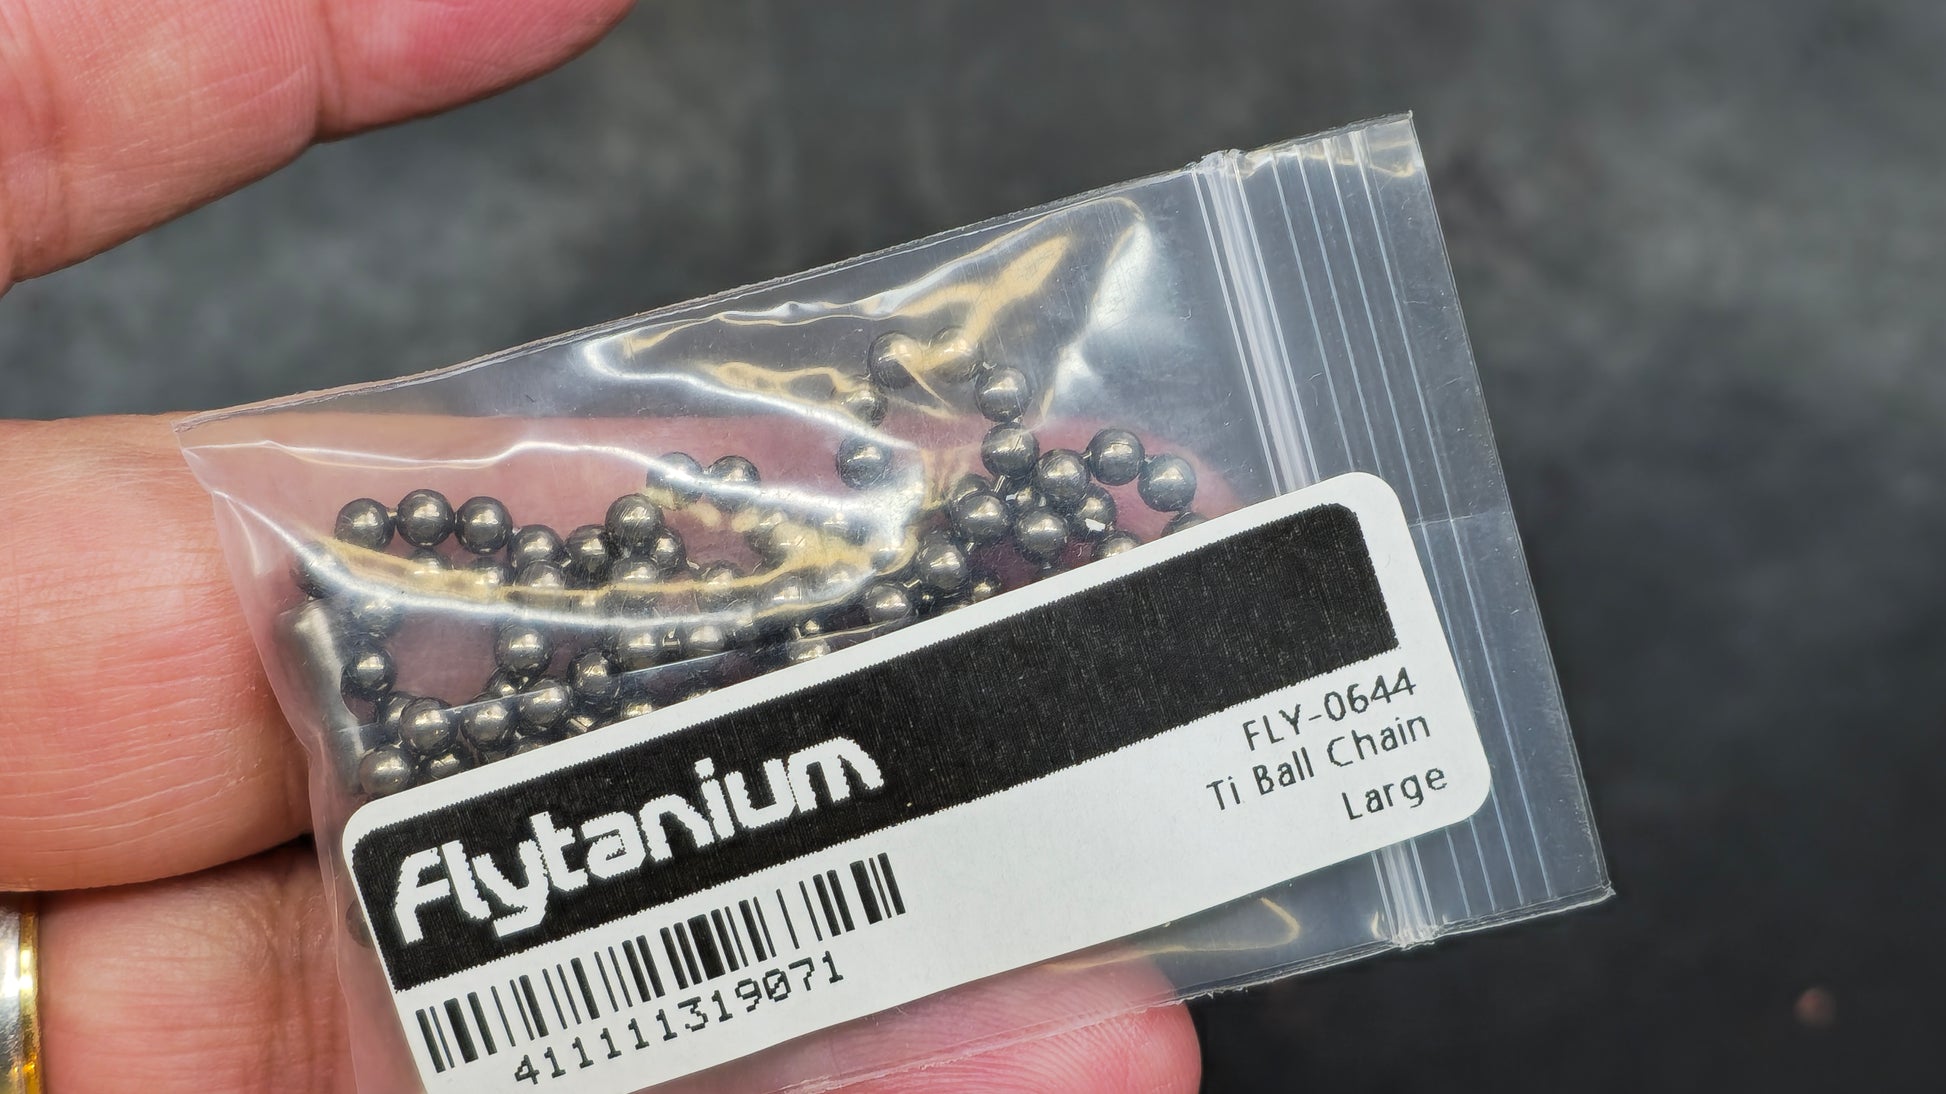 Flytanium
FLY-0644
Ti Ball Chain
Large
411111319071